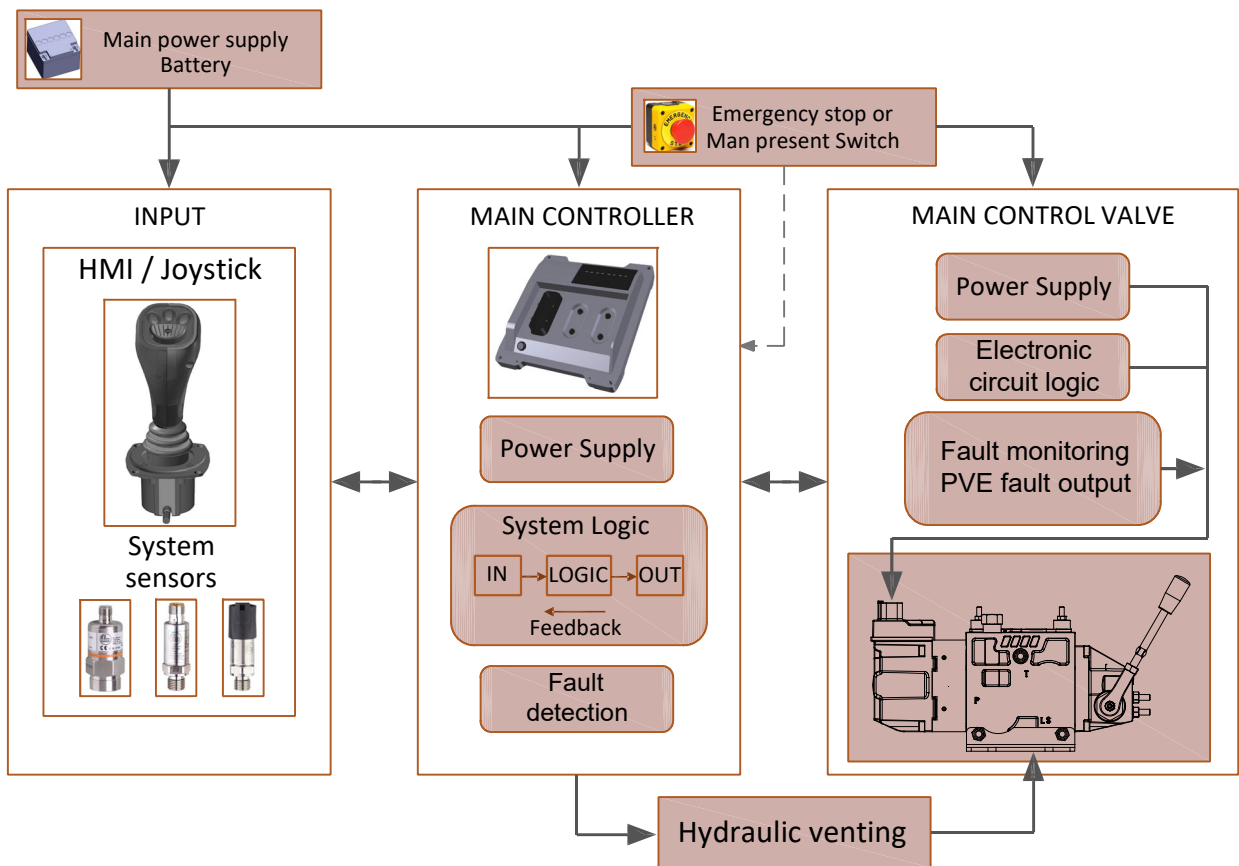 Main power supply
Battery
Emergency stop or
Man present Switch
EMERGENCY
INPUT
HMI / Joystick
System
sensors
MAIN CONTROLLER
Power Supply
System Logic
IN
LOGIC
OUT
Feedback
Fault
detection
MAIN CONTROL VALVE
Power Supply
Electronic
circuit logic
Fault monitoring
PVE fault output
P
T
LS
Hydraulic venting